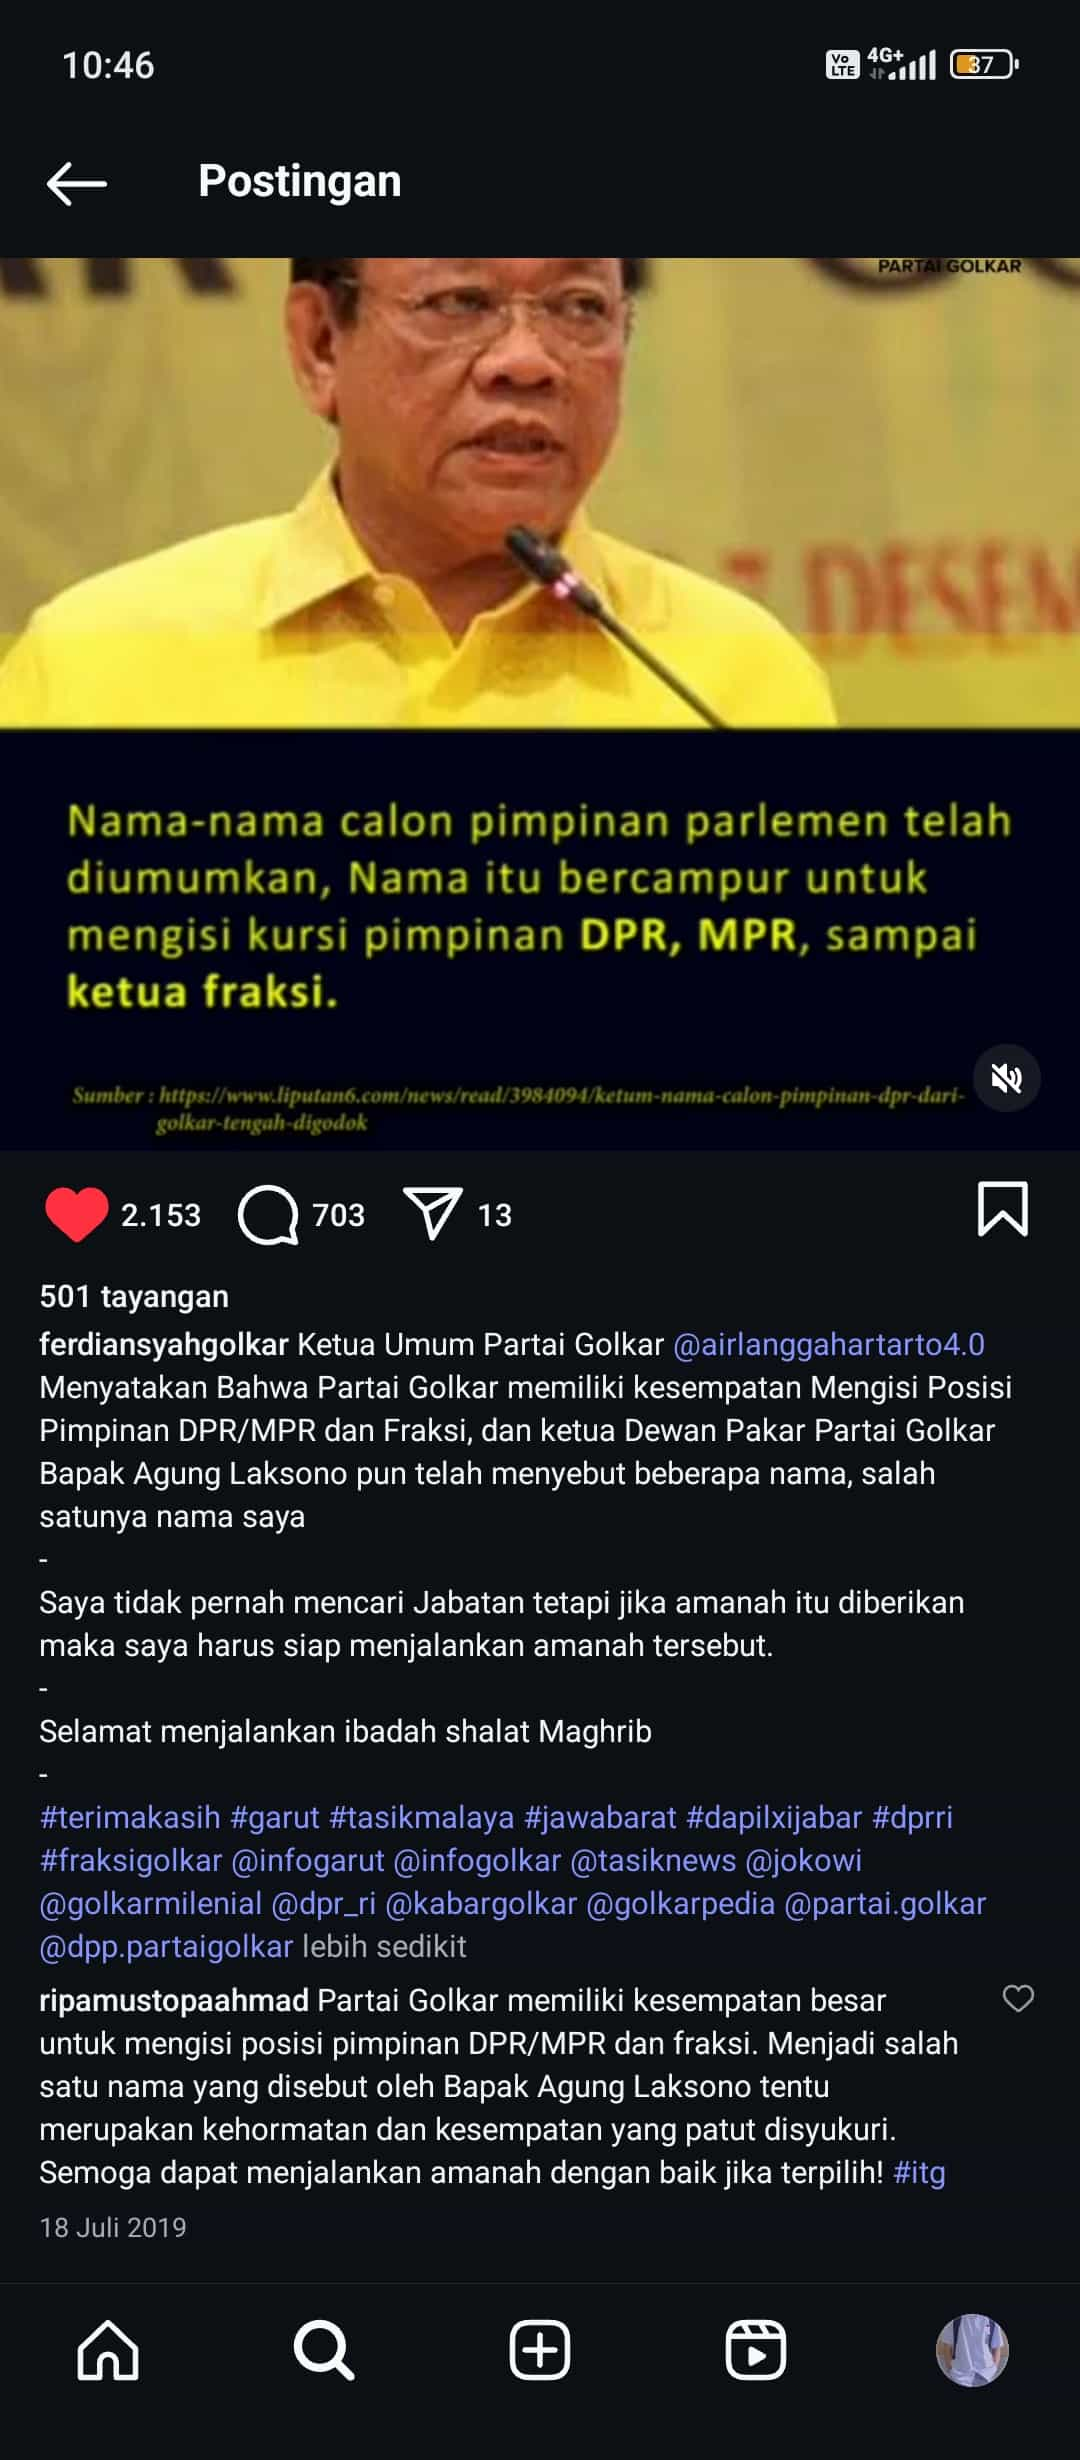 10:46
Vo LTE 4G+ 37
Postingan
PARTAI GOLKAR
DESEM
Nama-nama calon pimpinan parlemen telah
diumumkan, Nama itu bercampur untuk
mengisi kursi pimpinan DPR, MPR, sampai
ketua fraksi.
Sumber : https://www.liputan6.com/news/read/3984094/ketum-nama-calon-pimpinan-dpr-dari-
golkar-tengah-digodok
2.153 703 13
501 tayangan
ferdiansyahgolkar Ketua Umum Partai Golkar @airlanggahartarto4.0
Menyatakan Bahwa Partai Golkar memiliki kesempatan Mengisi Posisi
Pimpinan DPR/MPR dan Fraksi, dan ketua Dewan Pakar Partai Golkar
Bapak Agung Laksono pun telah menyebut beberapa nama, salah
satunya nama saya
-
Saya tidak pernah mencari Jabatan tetapi jika amanah itu diberikan
maka saya harus siap menjalankan amanah tersebut.
-
Selamat menjalankan ibadah shalat Maghrib
-
#terimakasih #garut #tasikmalaya #jawabarat #dapilxijabar #dprri
#fraksigolkar @infogarut @infogolkar @tasiknews @jokowi
@golkarmilenial @dpr_ri @kabargolkar @golkarpedia @partai.golkar
@dpp.partaigolkar lebih sedikit
ripamustopaahmad Partai Golkar memiliki kesempatan besar
untuk mengisi posisi pimpinan DPR/MPR dan fraksi. Menjadi salah
satu nama yang disebut oleh Bapak Agung Laksono tentu
merupakan kehormatan dan kesempatan yang patut disyukuri.
Semoga dapat menjalankan amanah dengan baik jika terpilih! #itg
18 Juli 2019